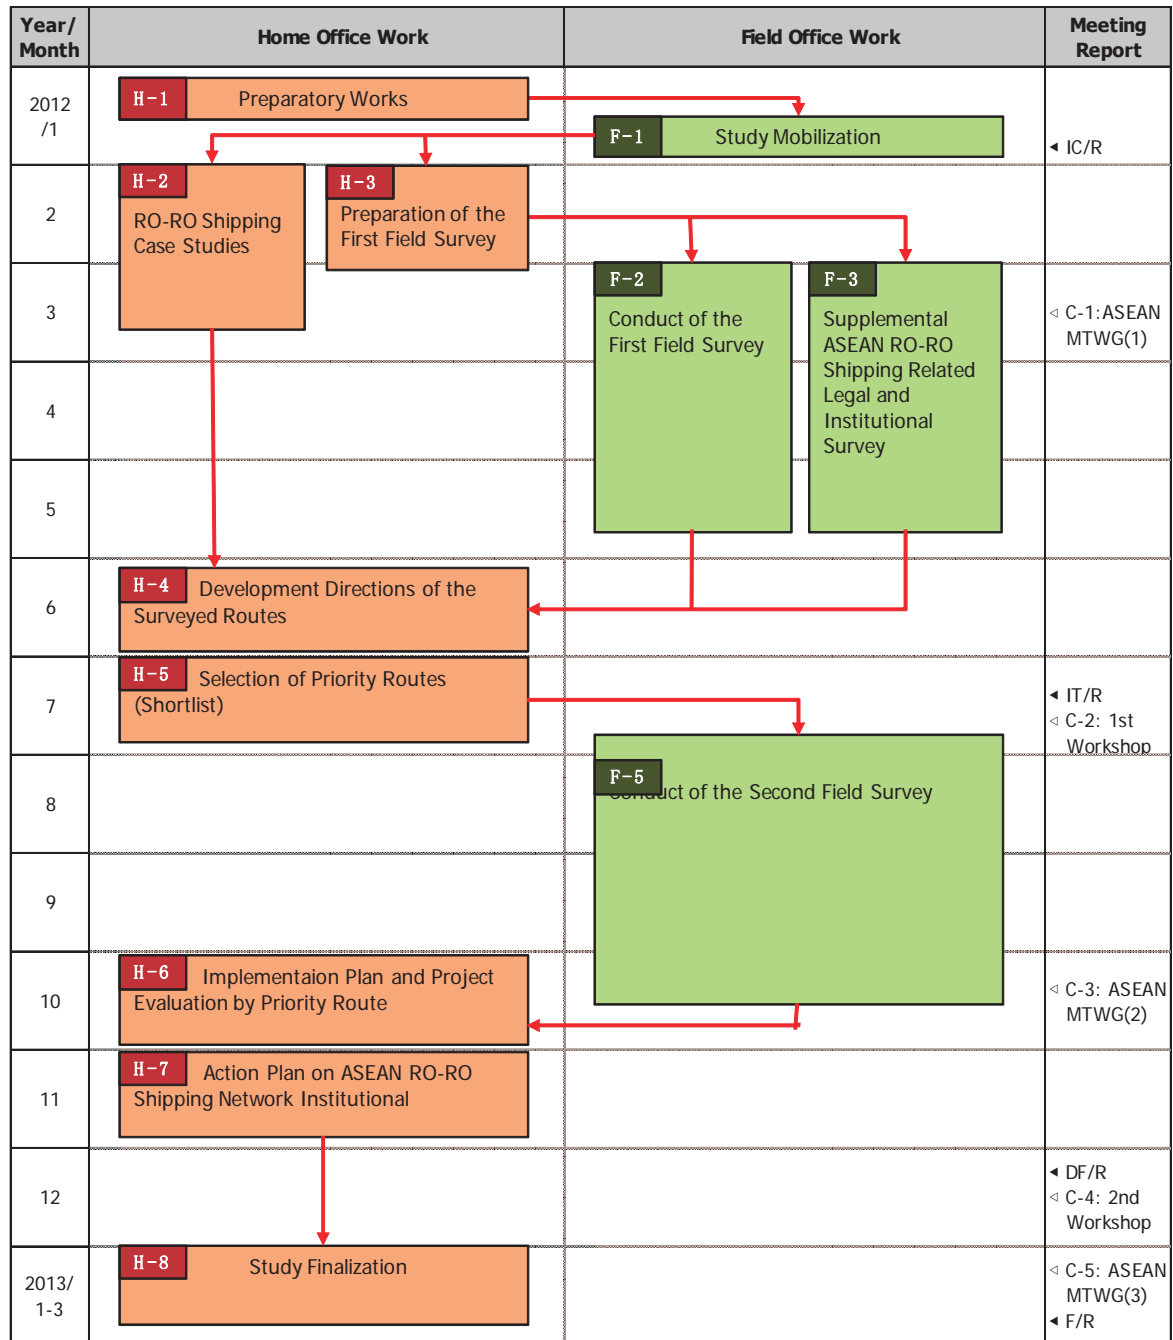 Year/
Month
Home Office Work
Field Office Work
Meeting
Report
2012
/1
H-1
Preparatory Works
F-1
Study Mobilization
◄ IC/R
2
H-2
RO-RO Shipping
Case Studies
H-3
Preparation of the
First Field Survey
3
F-2
Conduct of the
First Field Survey
F-3
Supplemental
ASEAN RO-RO
Shipping Related
Legal and
Institutional
Survey
◁ C-1:ASEAN
MTWG(1)
4
5
6
H-4 Development Directions of the
Surveyed Routes
7
H-5 Selection of Priority Routes
(Shortlist)
◄ IT/R
◁ C-2: 1st
Workshop
8
F-5
Conduct of the Second Field Survey
9
10
H-6 Implementaion Plan and Project
Evaluation by Priority Route
◁ C-3: ASEAN
MTWG(2)
11
H-7 Action Plan on ASEAN RO-RO
Shipping Network Institutional
12
◄ DF/R
◁ C-4: 2nd
Workshop
2013/
1-3
H-8
Study Finalization
◁ C-5: ASEAN
MTWG(3)
◄ F/R